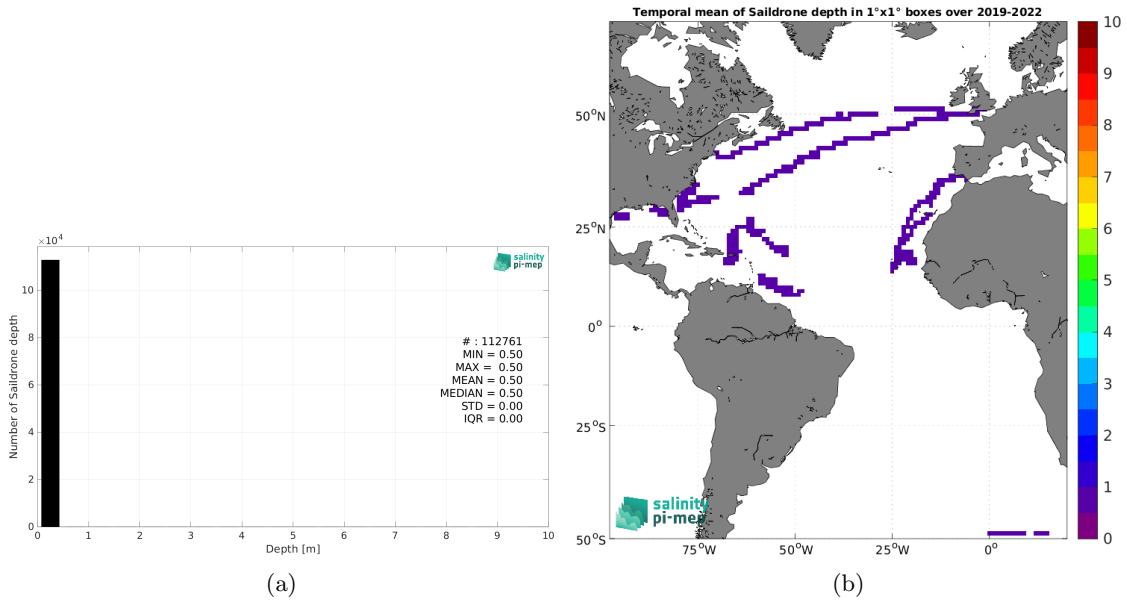 ×10⁴
10
8
6
4
2
0
0 1 2 3 4 5 6 7 8 9 10
Number of Saildrone depth
Depth [m]
salinity
pi-mep
# : 112761
MIN = 0.50
MAX = 0.50
MEAN = 0.50
MEDIAN = 0.50
STD = 0.00
IQR = 0.00
(a)
Temporal mean of Saildrone depth in 1°x1° boxes over 2019-2022
50°N
25°N
0°
25°S
50°S
75°W 50°W 25°W 0°
salinity
pi-mep
10
9
8
7
6
5
4
3
2
1
0
(b)